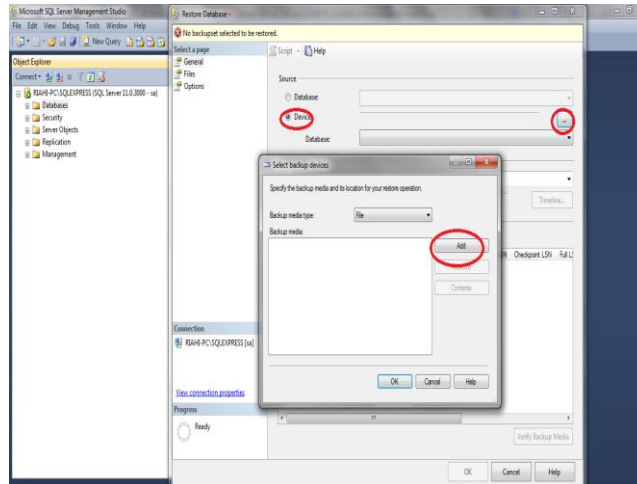 Microsoft SQL Server Management Studio
File Edit View Debug Tools Window Help
New Query
Object Explorer
Connect
RIAHI-PC\SQLEXPRESS (SQL Server 11.0.3000 - sa)
Databases
Security
Server Objects
Replication
Management
Restore Database -
No backupset selected to be restored.
Select a page
General
Files
Options
Script Help
Source
Database:
Device:
...
Database:
Timeline...
Checkpoint LSN Full
Select backup devices
Specify the backup media and its location for your restore operation.
Backup media type: File
Backup media:
Add
Remove
Contents
OK Cancel Help
Connection
RIAHI-PC\SQLEXPRESS [sa]
View connection properties
Progress
Ready
Verify Backup Media
OK Cancel Help